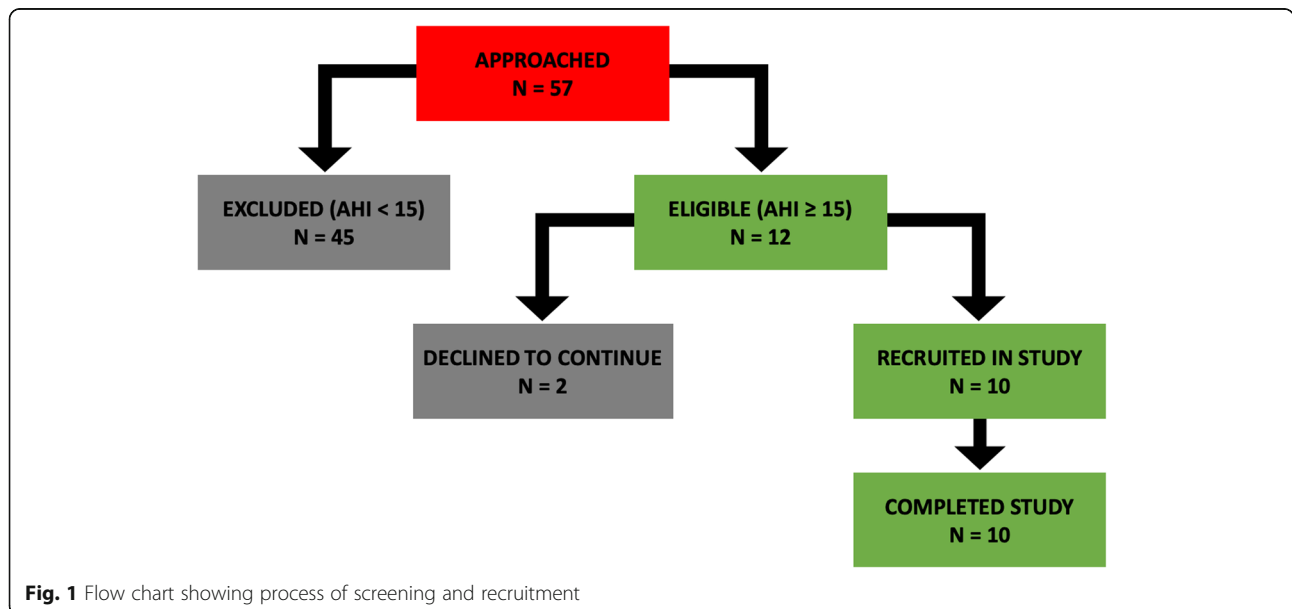 APPROACHED
N = 57
EXCLUDED (AHI < 15)
N = 45
ELIGIBLE (AHI ≥ 15)
N = 12
DECLINED TO CONTINUE
N = 2
RECRUITED IN STUDY
N = 10
COMPLETED STUDY
N = 10
Fig. 1 Flow chart showing process of screening and recruitment